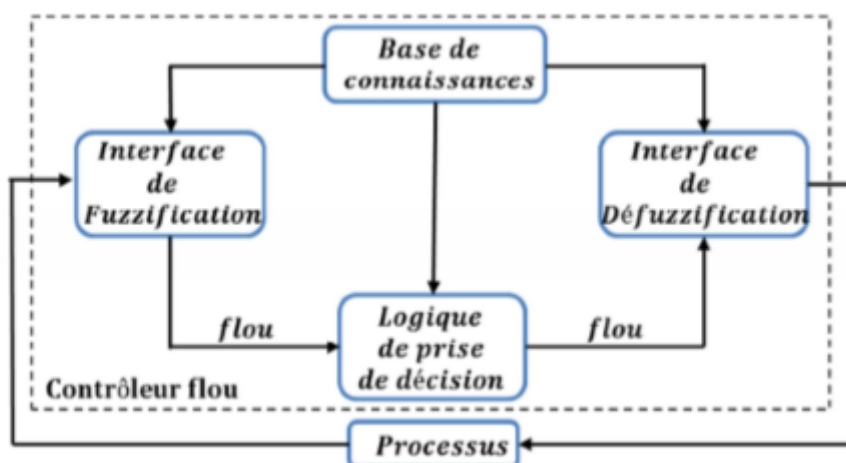 Base de
connaissances
Interface
de
Fuzzification
Interface
de
Défuzzification
flou
Logique
de prise
de décision
flou
Contrôleur flou
Processus